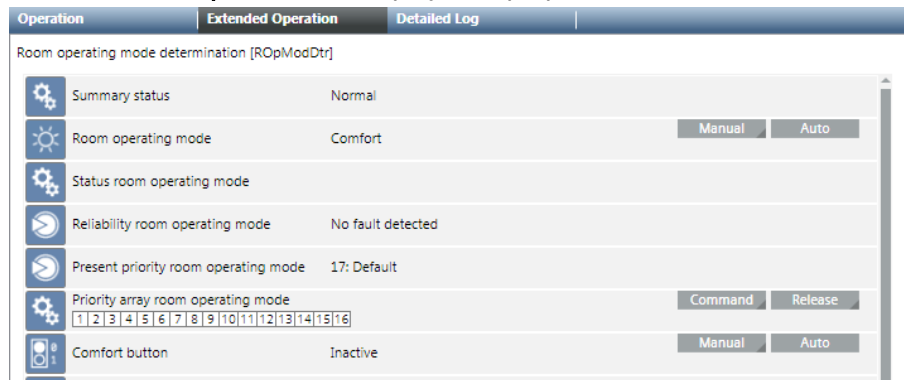 Operation Extended Operation Detailed Log
Room operating mode determination [ROpModDtr]
Summary status Normal
Room operating mode Comfort Manual Auto
Status room operating mode
Reliability room operating mode No fault detected
Present priority room operating mode 17: Default
Priority array room operating mode Command Release
1 2 3 4 5 6 7 8 9 10 11 12 13 14 15 16
Comfort button Inactive Manual Auto